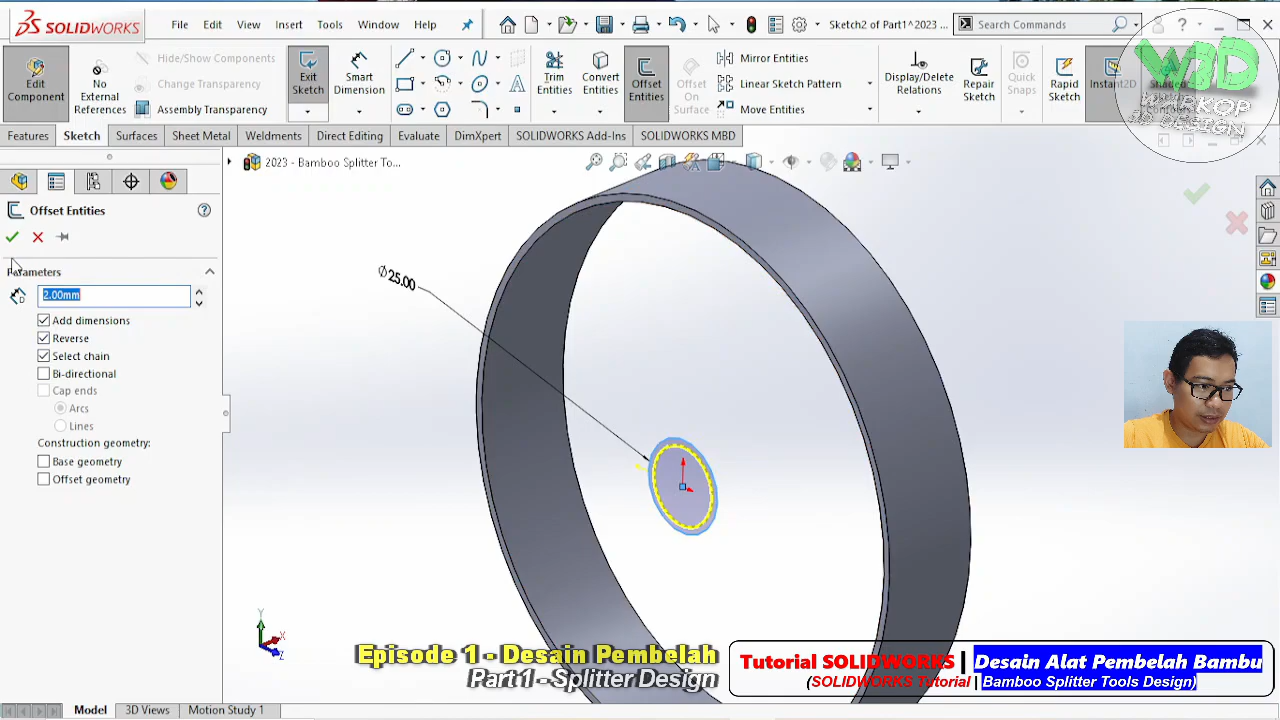 SOLIDWORKS
File
Edit
View
Insert
Tools
Window
Help
Sketch2 of Part1^2023 ...
Search Commands
Edit Component
No External References
Hide/Show Components
Change Transparency
Assembly Transparency
Exit Sketch
Smart Dimension
Trim Entities
Convert Entities
Offset Entities
Offset On Surface
Mirror Entities
Linear Sketch Pattern
Move Entities
Display/Delete Relations
Repair Sketch
Quick Snaps
Rapid Sketch
Instant2D
WORKOP
3D DESIGN
Features
Sketch
Surfaces
Sheet Metal
Weldments
Direct Editing
Evaluate
DimXpert
SOLIDWORKS Add-Ins
SOLIDWORKS MBD
2023 - Bamboo Splitter To...
Offset Entities
Parameters
2.00mm
Add dimensions
Reverse
Select chain
Bi-directional
Cap ends
Arcs
Lines
Construction geometry:
Base geometry
Offset geometry
Ø25.00
Y
X
Z
Episode 1 - Desain Pembelah
Part 1 - Splitter Design
Tutorial SOLIDWORKS | Desain Alat Pembelah Bambu
(SOLIDWORKS Tutorial | Bamboo Splitter Tools Design)
Model
3D Views
Motion Study 1